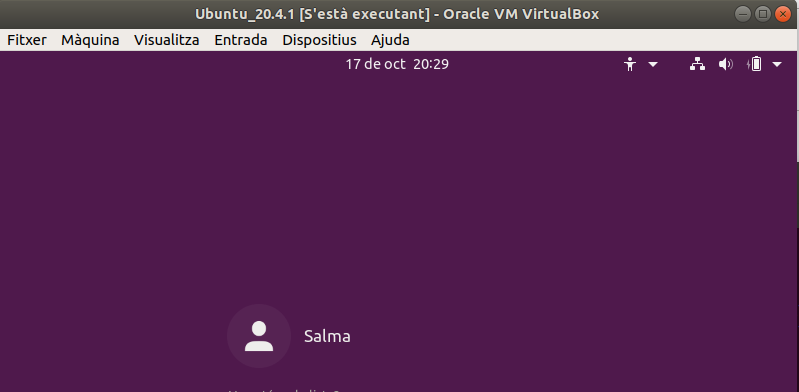 Ubuntu_20.4.1 [S'està executant] - Oracle VM VirtualBox
Fitxer Màquina Visualitza Entrada Dispositius Ajuda
17 de oct 20:29
Salma